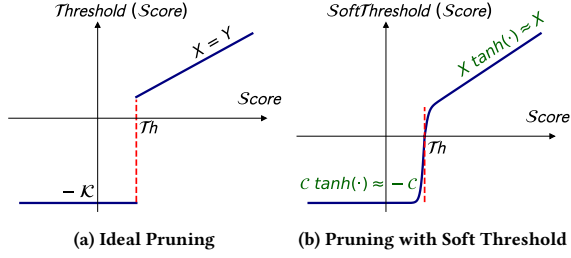 Threshold (Score)
X = Y
Score
Th
− K
(a) Ideal Pruning
SoftThreshold (Score)
X tanh(·) ≈ X
Score
Th
C tanh(·) ≈ − C
(b) Pruning with Soft Threshold